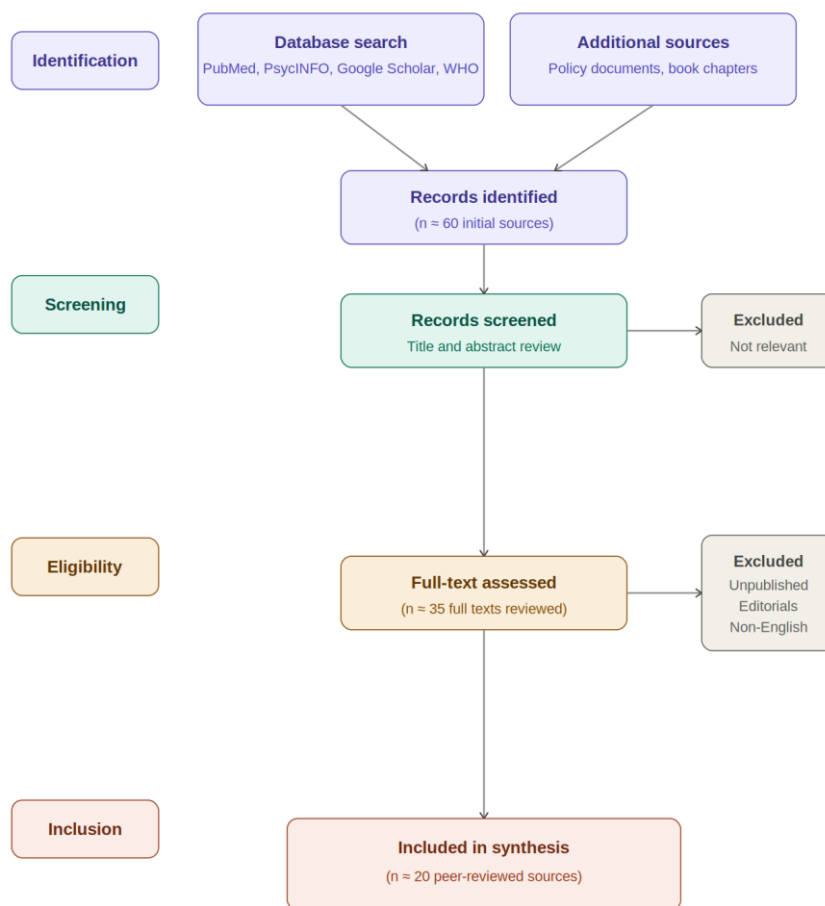 Identification
Database search
PubMed, PsycINFO, Google Scholar, WHO
Additional sources
Policy documents, book chapters
Records identified
(n ≈ 60 initial sources)
Screening
Records screened
Title and abstract review
Excluded
Not relevant
Eligibility
Full-text assessed
(n ≈ 35 full texts reviewed)
Excluded
Unpublished
Editorials
Non-English
Inclusion
Included in synthesis
(n ≈ 20 peer-reviewed sources)